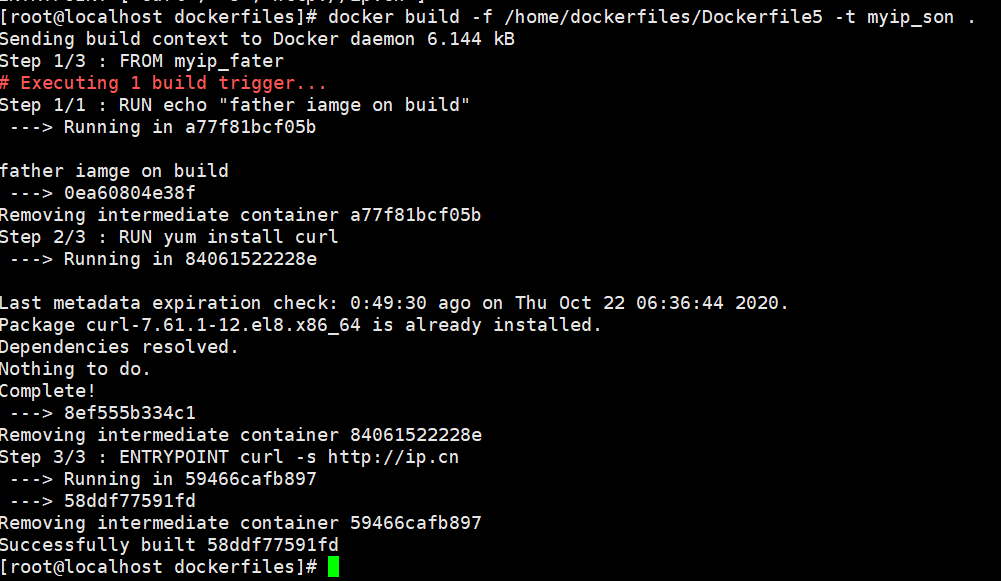 [root@localhost dockerfiles]# docker build -f /home/dockerfiles/Dockerfile5 -t myip_son .
Sending build context to Docker daemon 6.144 kB
Step 1/3 : FROM myip_fater
# Executing 1 build trigger...
Step 1/1 : RUN echo "father iamge on build"
 ---> Running in a77f81bcf05b
father iamge on build
 ---> 0ea60804e38f
Removing intermediate container a77f81bcf05b
Step 2/3 : RUN yum install curl
 ---> Running in 84061522228e
Last metadata expiration check: 0:49:30 ago on Thu Oct 22 06:36:44 2020.
Package curl-7.61.1-12.el8.x86_64 is already installed.
Dependencies resolved.
Nothing to do.
Complete!
 ---> 8ef555b334c1
Removing intermediate container 84061522228e
Step 3/3 : ENTRYPOINT curl -s http://ip.cn
 ---> Running in 59466cafb897
 ---> 58ddf77591fd
Removing intermediate container 59466cafb897
Successfully built 58ddf77591fd
[root@localhost dockerfiles]#